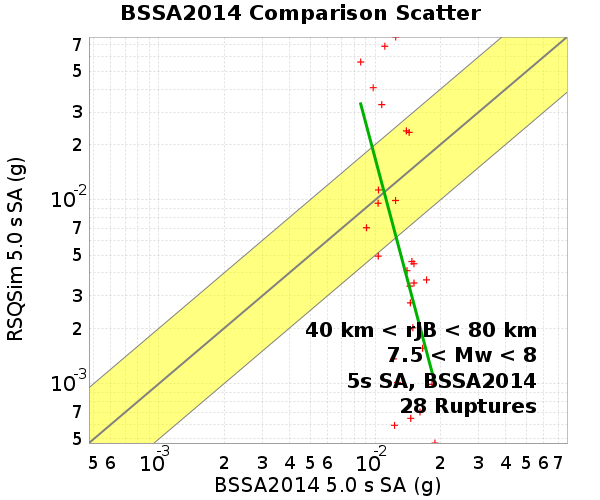 BSSA2014 Comparison Scatter
RSQSim 5.0 s SA (g)
7
5
3
2
10-2
7
5
3
2
10-3
7
5
40 km < rJB < 80 km
7.5 < Mw < 8
5s SA, BSSA2014
28 Ruptures
5 6 10-3 2 3 4 5 6 10-2 2 3 4 5 6 7
BSSA2014 5.0 s SA (g)